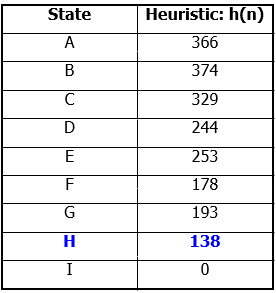 State Heuristic: h(n)
A 366
B 374
C 329
D 244
E 253
F 178
G 193
H 138
I 0